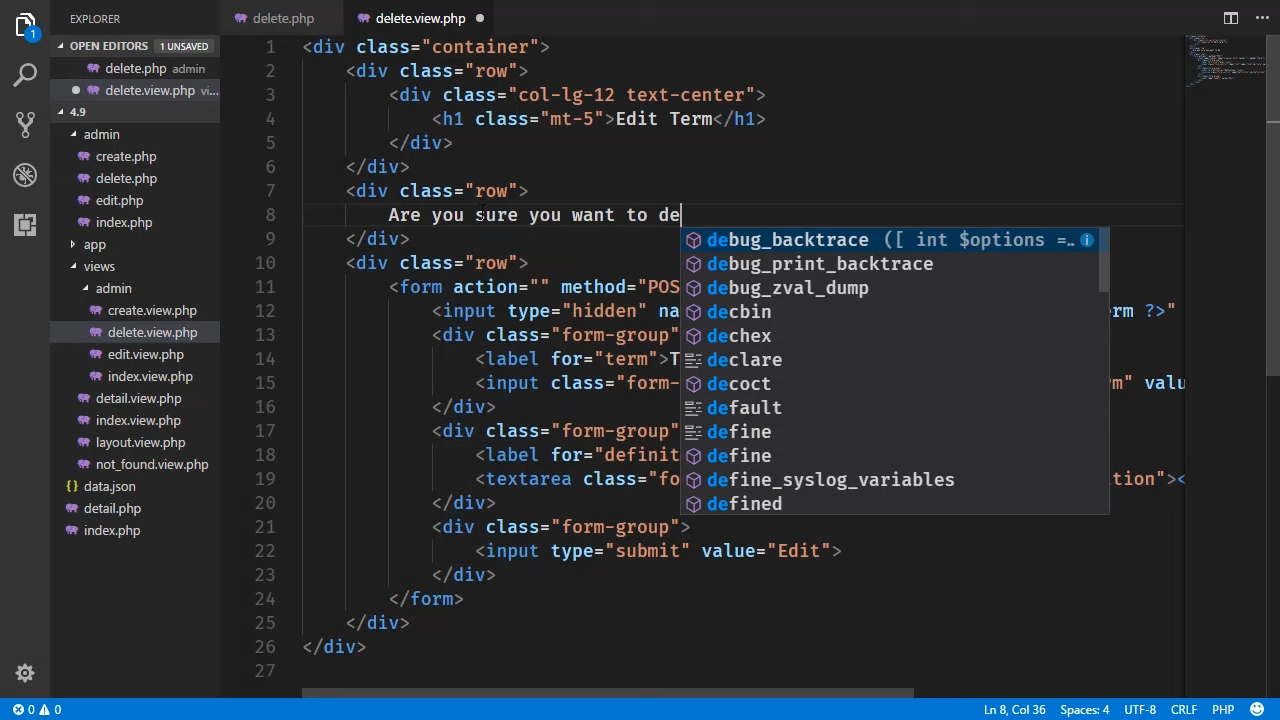 EXPLORER
OPEN EDITORS 1 UNSAVED
delete.php admin
delete.view.php vi...
4.9
admin
create.php
delete.php
edit.php
index.php
app
views
admin
create.view.php
delete.view.php
edit.view.php
index.view.php
detail.view.php
index.view.php
layout.view.php
not_found.view.php
{} data.json
detail.php
index.php
1
delete.php
delete.view.php
1 <div class="container">
2 <div class="row">
3 <div class="col-lg-12 text-center">
4 <h1 class="mt-5">Edit Term</h1>
5 </div>
6 </div>
7 <div class="row">
8 Are you sure you want to de
9 </div>
10 <div class="row">
11 <form action="" method="POS
12 <input type="hidden" na rm ?>"
13 <div class="form-group"
14 <label for="term">T
15 <input class="form- m" valu
16 </div>
17 <div class="form-group"
18 <label for="definit
19 <textarea class="fo ation"><
20 </div>
21 <div class="form-group">
22 <input type="submit" value="Edit">
23 </div>
24 </form>
25 </div>
26 </div>
27
debug_backtrace ([ int $options =…
debug_print_backtrace
debug_zval_dump
decbin
dechex
declare
decoct
default
define
define
define_syslog_variables
defined
0 0
Ln 8, Col 36 Spaces: 4 UTF-8 CRLF PHP